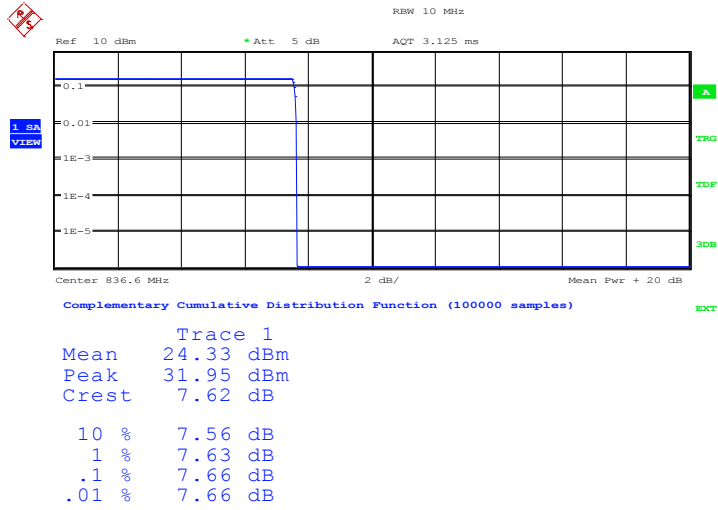 RBW 10 MHz
Ref 10 dBm * Att 5 dB AQT 3.125 ms
R S
0.1
A
0.01
1 SA
VIEW
TRG
1E-3
TDF
1E-4
1E-5
3DB
Center 836.6 MHz 2 dB/ Mean Pwr + 20 dB
Complementary Cumulative Distribution Function (100000 samples)
EXT
Trace 1
Mean 24.33 dBm
Peak 31.95 dBm
Crest 7.62 dB
10 % 7.56 dB
1 % 7.63 dB
.1 % 7.66 dB
.01 % 7.66 dB